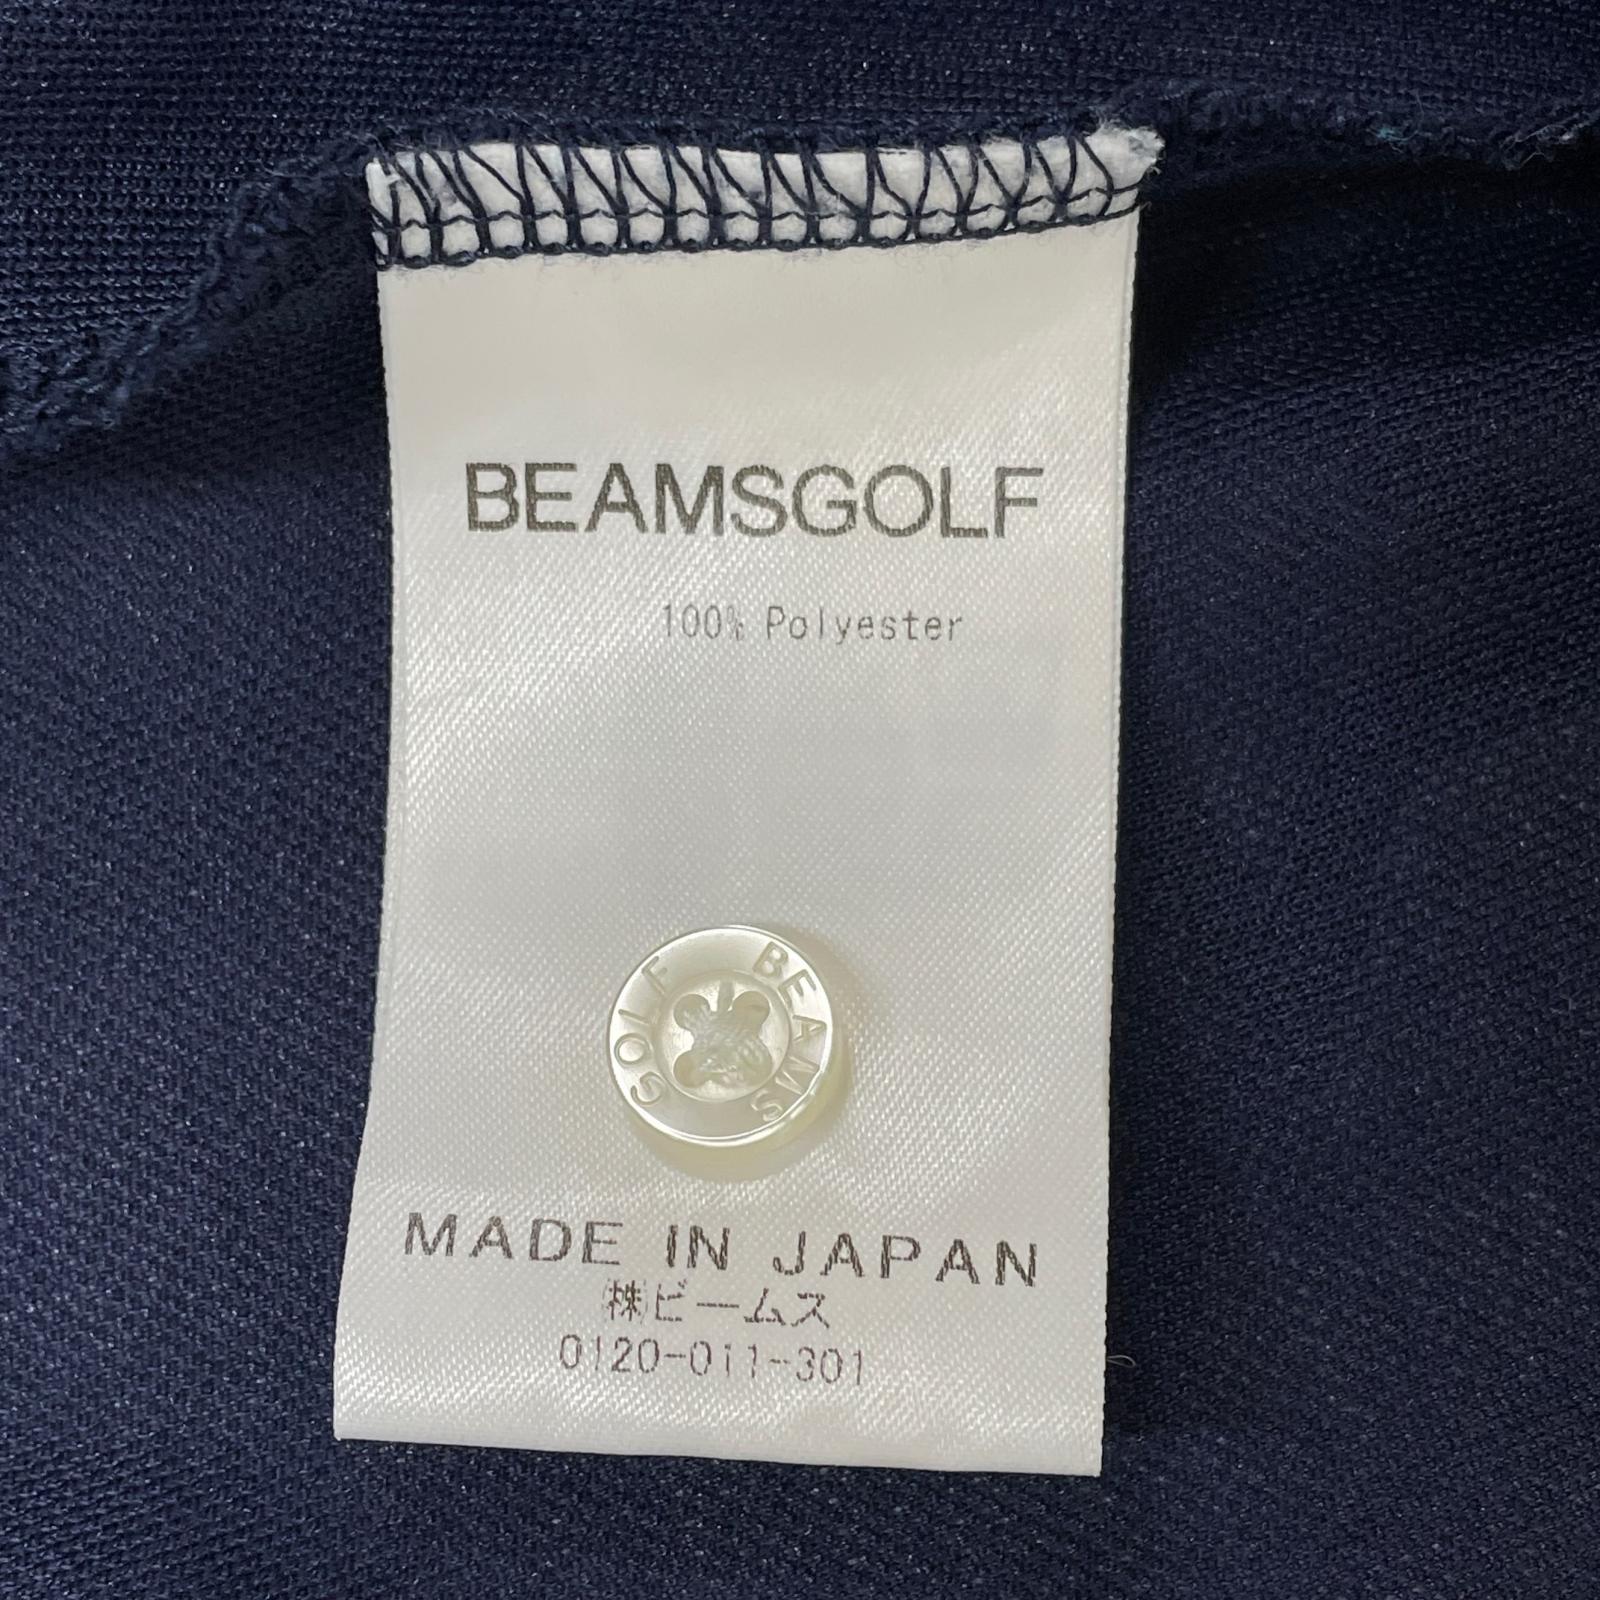 BEAMSGOLF
100% Polyester
BEAMS GOLF
MADE IN JAPAN
㈱ビームス
0120-011-301